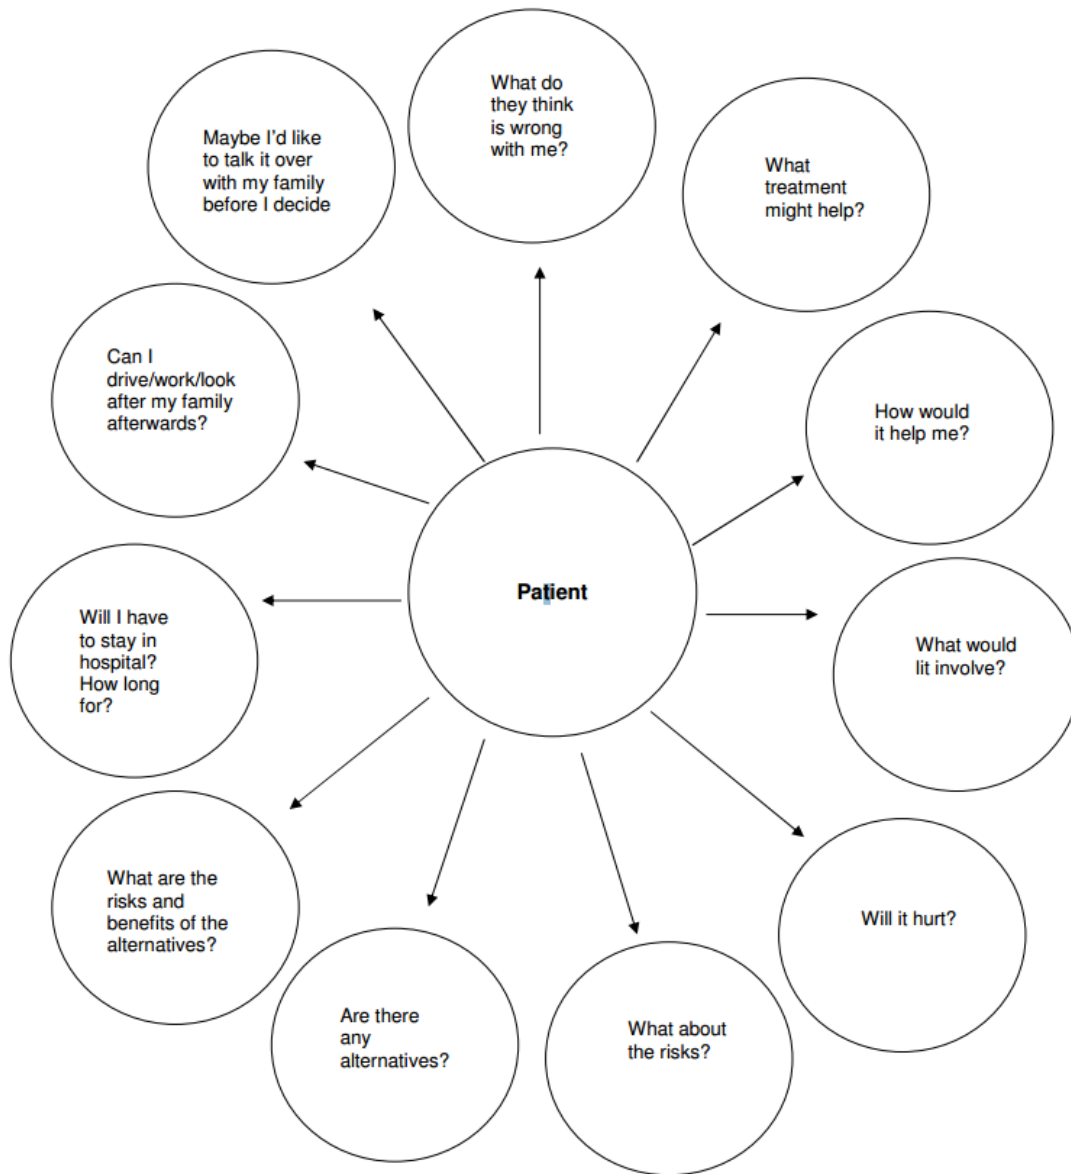 What do
they think
is wrong
with me?
What
treatment
might help?
How would
it help me?
What would
lit involve?
Will it hurt?
What about
the risks?
Are there
any
alternatives?
What are the
risks and
benefits of the
alternatives?
Will I have
to stay in
hospital?
How long
for?
Can I
drive/work/look
after my family
afterwards?
Maybe I'd like
to talk it over
with my family
before I decide
Patient